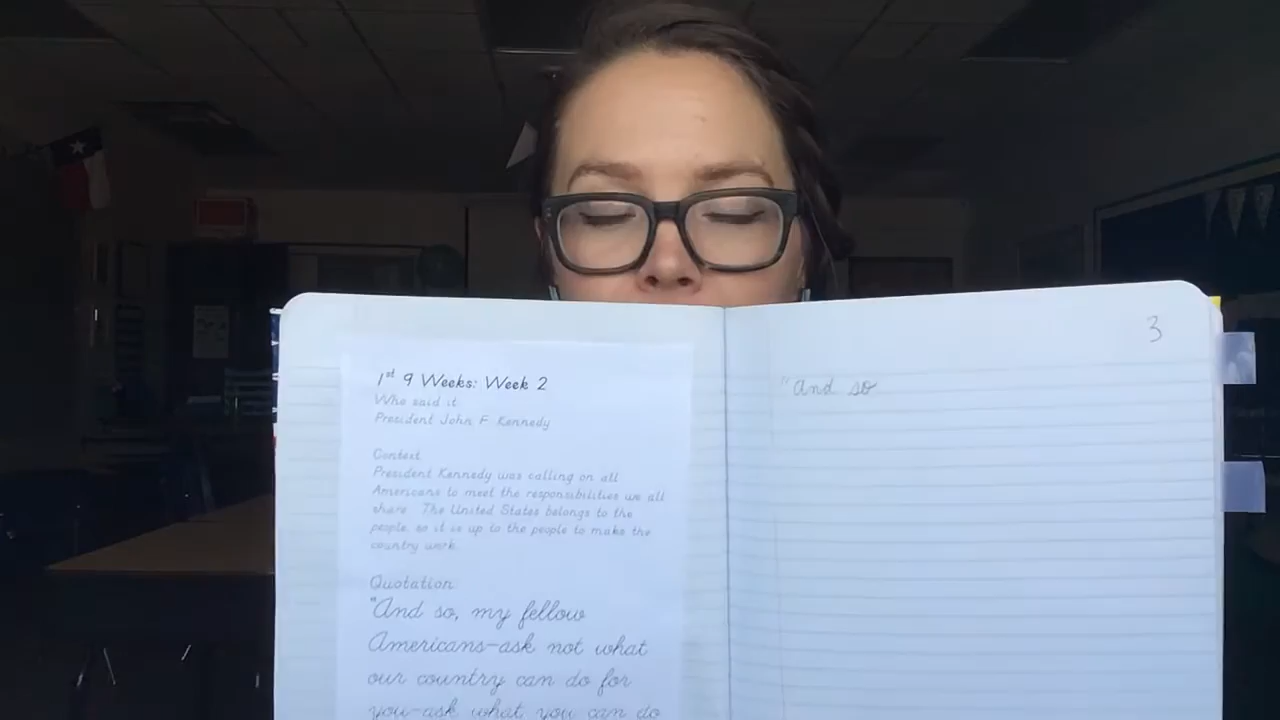 1st 9 Weeks: Week 2
Who said it
President John F Kennedy
Context
President Kennedy was calling on all
Americans to meet the responsibilities we all
share. The United States belongs to the
people, so it is up to the people to make the
country work.
Quotation:
"And so, my fellow
Americans-ask not what
our country can do for
you-ask what you can do
3
"And so